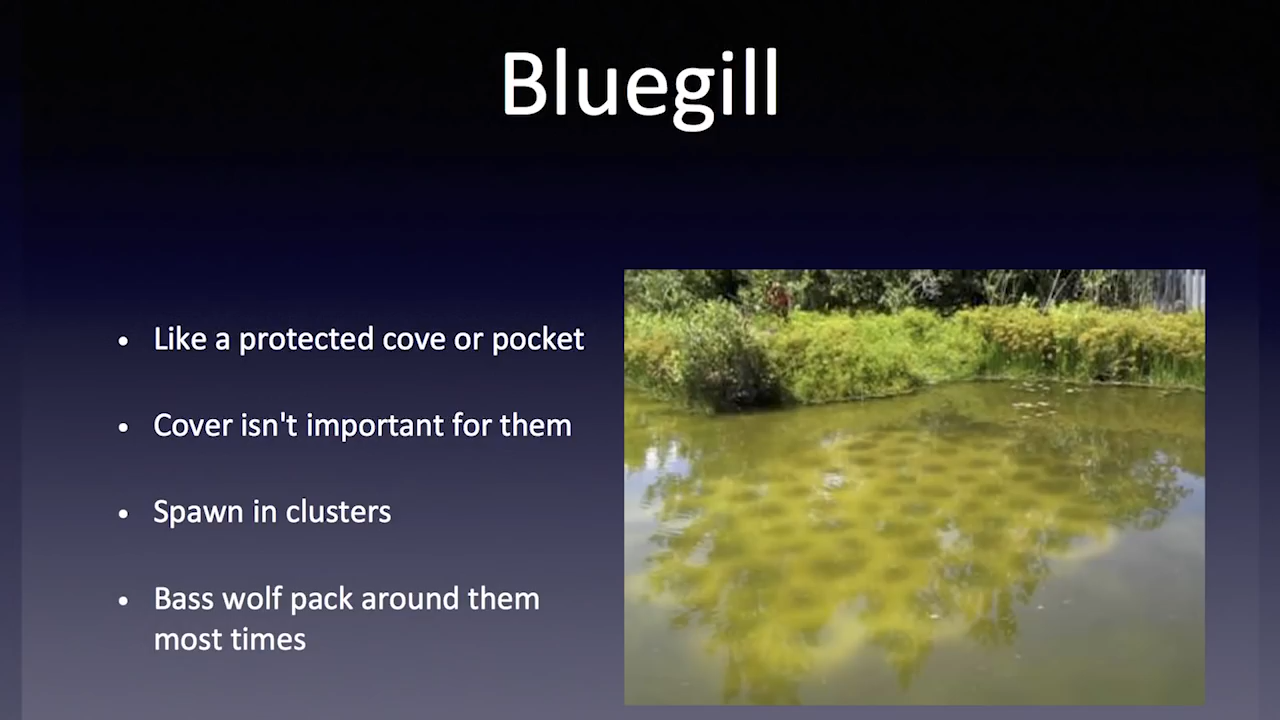 Bluegill
• Like a protected cove or pocket
• Cover isn't important for them
• Spawn in clusters
• Bass wolf pack around them
most times